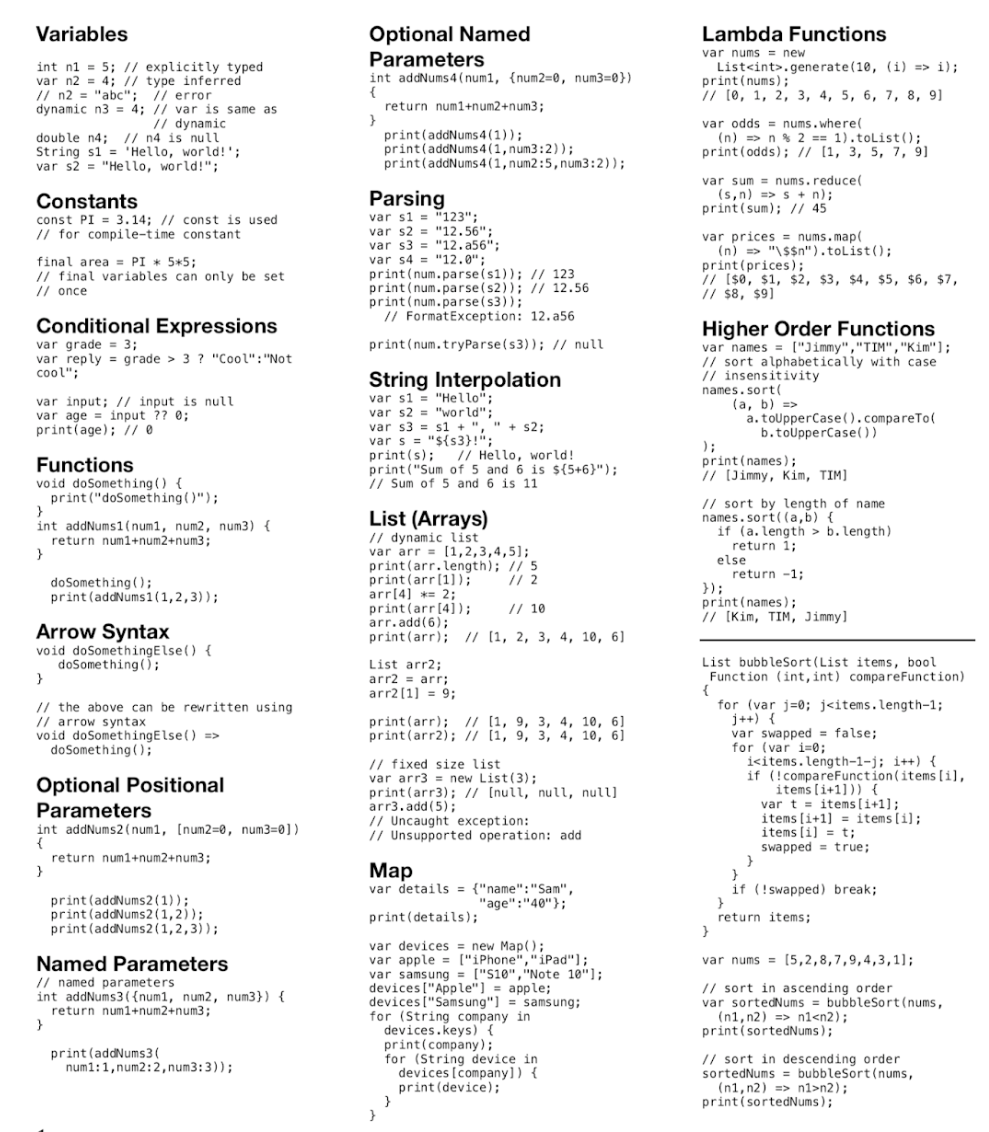 Variables
int n1 = 5; // explicitly typed
var n2 = 4; // type inferred
// n2 = "abc";  // error
dynamic n3 = 4; // var is same as
                // dynamic
double n4;  // n4 is null
String s1 = 'Hello, world!';
var s2 = "Hello, world!";
Constants
const PI = 3.14; // const is used
// for compile-time constant
final area = PI * 5*5;
// final variables can only be set
// once
Conditional Expressions
var grade = 3;
var reply = grade > 3 ? "Cool":"Not
cool";
var input; // input is null
var age = input ?? 0;
print(age); // 0
Functions
void doSomething() {
  print("doSomething()");
}
int addNums1(num1, num2, num3) {
  return num1+num2+num3;
}
  doSomething();
  print(addNums1(1,2,3));
Arrow Syntax
void doSomethingElse() {
   doSomething();
}
// the above can be rewritten using
// arrow syntax
void doSomethingElse() =>
  doSomething();
Optional Positional
Parameters
int addNums2(num1, [num2=0, num3=0])
{
  return num1+num2+num3;
}
  print(addNums2(1));
  print(addNums2(1,2));
  print(addNums2(1,2,3));
Named Parameters
// named parameters
int addNums3({num1, num2, num3}) {
  return num1+num2+num3;
}
  print(addNums3(
    num1:1,num2:2,num3:3));
Optional Named
Parameters
int addNums4(num1, {num2=0, num3=0})
{
  return num1+num2+num3;
}
  print(addNums4(1));
  print(addNums4(1,num3:2));
  print(addNums4(1,num2:5,num3:2));
Parsing
var s1 = "123";
var s2 = "12.56";
var s3 = "12.a56";
var s4 = "12.0";
print(num.parse(s1)); // 123
print(num.parse(s2)); // 12.56
print(num.parse(s3));
  // FormatException: 12.a56
print(num.tryParse(s3)); // null
String Interpolation
var s1 = "Hello";
var s2 = "world";
var s3 = s1 + ", " + s2;
var s = "${s3}!";
print(s);   // Hello, world!
print("Sum of 5 and 6 is ${5+6}");
// Sum of 5 and 6 is 11
List (Arrays)
// dynamic list
var arr = [1,2,3,4,5];
print(arr.length); // 5
print(arr[1]);     // 2
arr[4] *= 2;
print(arr[4]);     // 10
arr.add(6);
print(arr);  // [1, 2, 3, 4, 10, 6]
List arr2;
arr2 = arr;
arr2[1] = 9;
print(arr);  // [1, 9, 3, 4, 10, 6]
print(arr2); // [1, 9, 3, 4, 10, 6]
// fixed size list
var arr3 = new List(3);
print(arr3); // [null, null, null]
arr3.add(5);
// Uncaught exception:
// Unsupported operation: add
Map
var details = {"name":"Sam",
               "age":"40"};
print(details);
var devices = new Map();
var apple = ["iPhone","iPad"];
var samsung = ["S10","Note 10"];
devices["Apple"] = apple;
devices["Samsung"] = samsung;
for (String company in
  devices.keys) {
  print(company);
  for (String device in
    devices[company]) {
    print(device);
  }
}
Lambda Functions
var nums = new
  List<int>.generate(10, (i) => i);
print(nums);
// [0, 1, 2, 3, 4, 5, 6, 7, 8, 9]
var odds = nums.where(
  (n) => n % 2 == 1).toList();
print(odds); // [1, 3, 5, 7, 9]
var sum = nums.reduce(
  (s,n) => s + n);
print(sum); // 45
var prices = nums.map(
  (n) => "\$$n").toList();
print(prices);
// [$0, $1, $2, $3, $4, $5, $6, $7,
// $8, $9]
Higher Order Functions
var names = ["Jimmy","TIM","Kim"];
// sort alphabetically with case
// insensitivity
names.sort(
    (a, b) =>
      a.toUpperCase().compareTo(
        b.toUpperCase())
);
print(names);
// [Jimmy, Kim, TIM]
// sort by length of name
names.sort((a,b) {
  if (a.length > b.length)
    return 1;
  else
    return -1;
});
print(names);
// [Kim, TIM, Jimmy]
List bubbleSort(List items, bool
 Function (int,int) compareFunction)
{
  for (var j=0; j<items.length-1;
    j++) {
    var swapped = false;
    for (var i=0;
      i<items.length-1-j; i++) {
      if (!compareFunction(items[i],
          items[i+1])) {
        var t = items[i+1];
        items[i+1] = items[i];
        items[i] = t;
        swapped = true;
      }
    }
    if (!swapped) break;
  }
  return items;
}
var nums = [5,2,8,7,9,4,3,1];
// sort in ascending order
var sortedNums = bubbleSort(nums,
  (n1,n2) => n1<n2);
print(sortedNums);
// sort in descending order
sortedNums = bubbleSort(nums,
  (n1,n2) => n1>n2);
print(sortedNums);